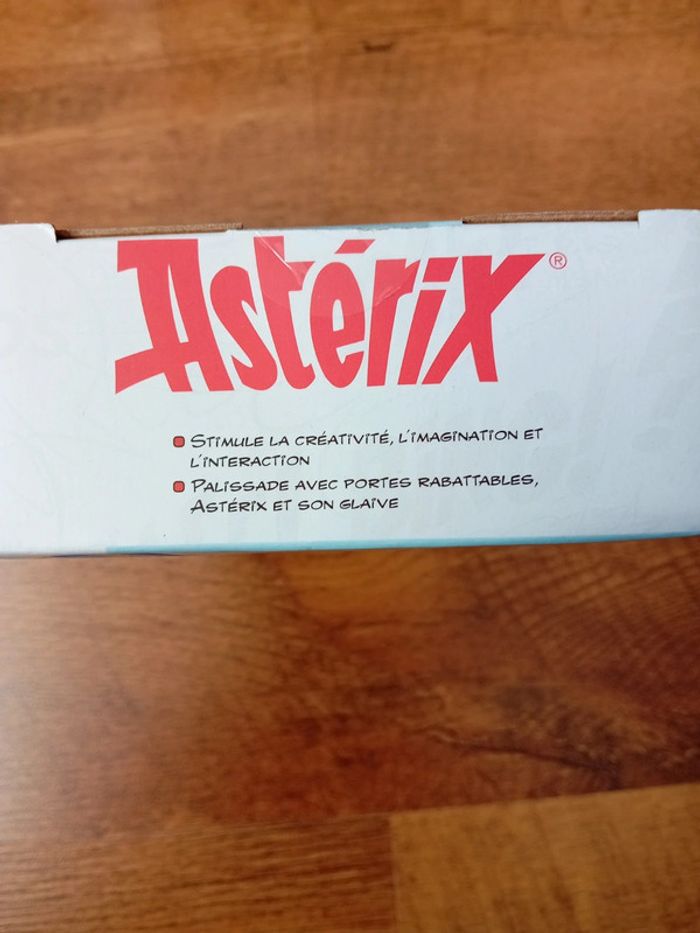 Astérix®
STIMULE LA CRÉATIVITÉ, L'IMAGINATION ET
L'INTERACTION
PALISSADE AVEC PORTES RABATTABLES,
ASTÉRIX ET SON GLAIVE